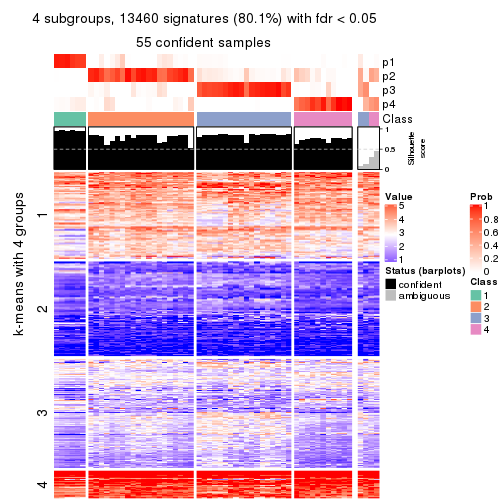 4 subgroups, 13460 signatures (80.1%) with fdr < 0.05
55 confident samples
p1
p2
p3
p4
Class
1
0.5
0
Silhouette
score
k-means with 4 groups
1
2
3
4
Value
5
4
3
2
1
Status (barplots)
confident
ambiguous
Prob
1
0.8
0.6
0.4
0.2
0
Class
1
2
3
4